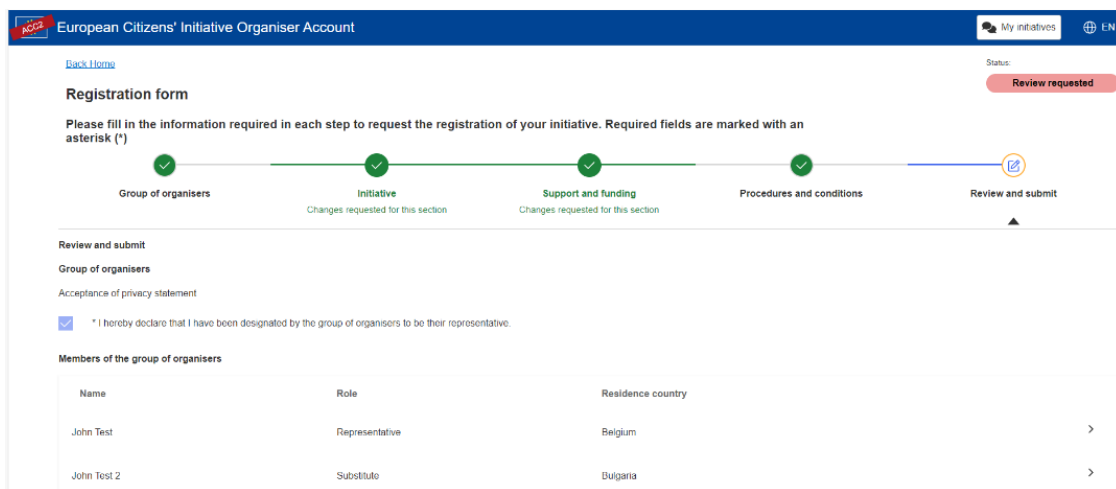 ACC2
European Citizens' Initiative Organiser Account
My initiatives
EN
Back Home
Status:
Review requested
Registration form
Please fill in the information required in each step to request the registration of your initiative. Required fields are marked with an
asterisk (*)
Group of organisers
Initiative
Support and funding
Procedures and conditions
Review and submit
Changes requested for this section
Changes requested for this section
Review and submit
Group of organisers
Acceptance of privacy statement
* I hereby declare that I have been designated by the group of organisers to be their representative.
Members of the group of organisers
Name Role Residence country
John Test Representative Belgium
John Test 2 Substitute Bulgaria